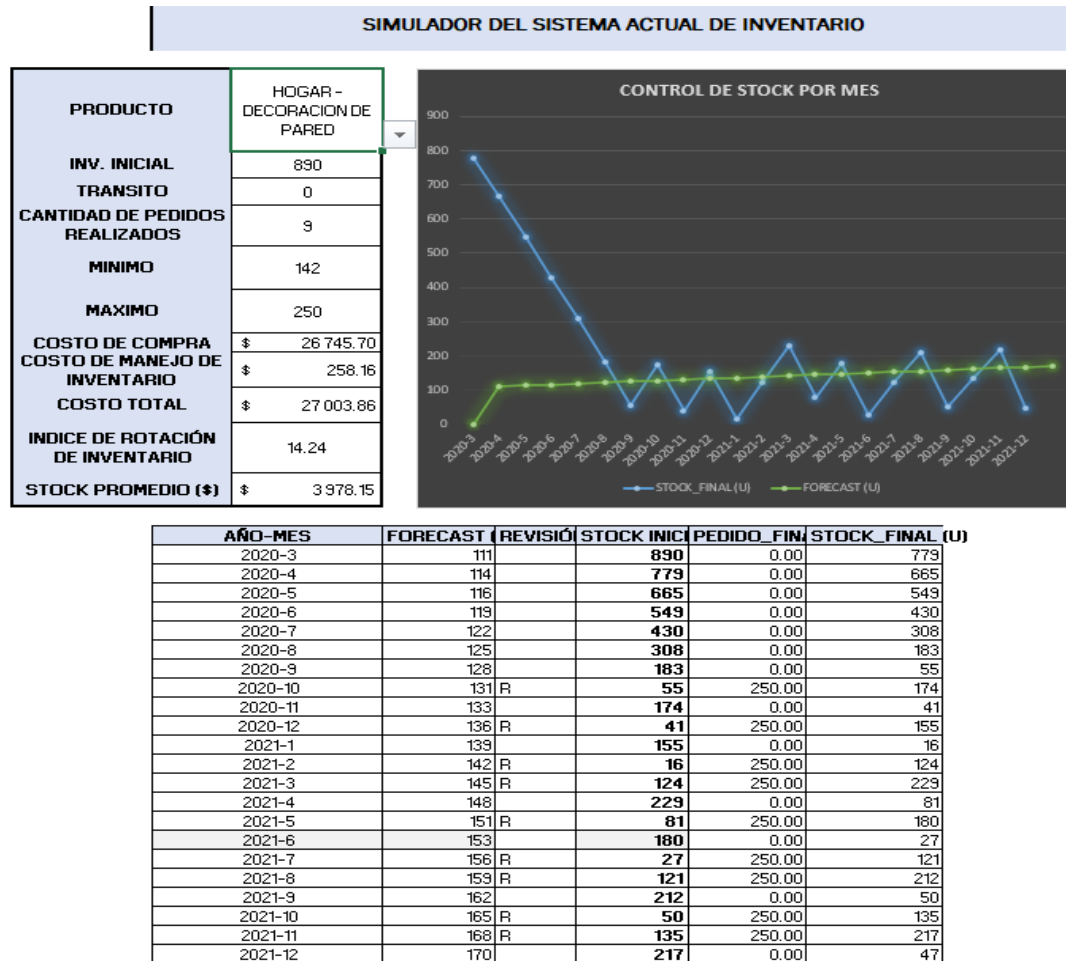 SIMULADOR DEL SISTEMA ACTUAL DE INVENTARIO
PRODUCTO
HOGAR -
DECORACION DE
PARED
INV. INICIAL 890
TRANSITO 0
CANTIDAD DE PEDIDOS
REALIZADOS
9
MINIMO 142
MAXIMO 250
COSTO DE COMPRA $ 26 745.70
COSTO DE MANEJO DE
INVENTARIO
$ 258.16
COSTO TOTAL $ 27 003.86
INDICE DE ROTACIÓN
DE INVENTARIO
14.24
STOCK PROMEDIO ($) $ 3 978.15
CONTROL DE STOCK POR MES
900
800
700
600
500
400
300
200
100
0
2020-3 2020-4 2020-5 2020-6 2020-7 2020-8 2020-9 2020-10 2020-11 2020-12 2021-1 2021-2 2021-3 2021-4 2021-5 2021-6 2021-7 2021-8 2021-9 2021-10 2021-11 2021-12
STOCK_FINAL (U) FORECAST (U)
AÑO-MES FORECAST ( REVISIÓ STOCK INICI PEDIDO_FIN STOCK_FINAL (U)
2020-3 111 890 0.00 779
2020-4 114 779 0.00 665
2020-5 116 665 0.00 549
2020-6 119 549 0.00 430
2020-7 122 430 0.00 308
2020-8 125 308 0.00 183
2020-9 128 183 0.00 55
2020-10 131 R 55 250.00 174
2020-11 133 174 0.00 41
2020-12 136 R 41 250.00 155
2021-1 139 155 0.00 16
2021-2 142 R 16 250.00 124
2021-3 145 R 124 250.00 229
2021-4 148 229 0.00 81
2021-5 151 R 81 250.00 180
2021-6 153 180 0.00 27
2021-7 156 R 27 250.00 121
2021-8 159 R 121 250.00 212
2021-9 162 212 0.00 50
2021-10 165 R 50 250.00 135
2021-11 168 R 135 250.00 217
2021-12 170 217 0.00 47